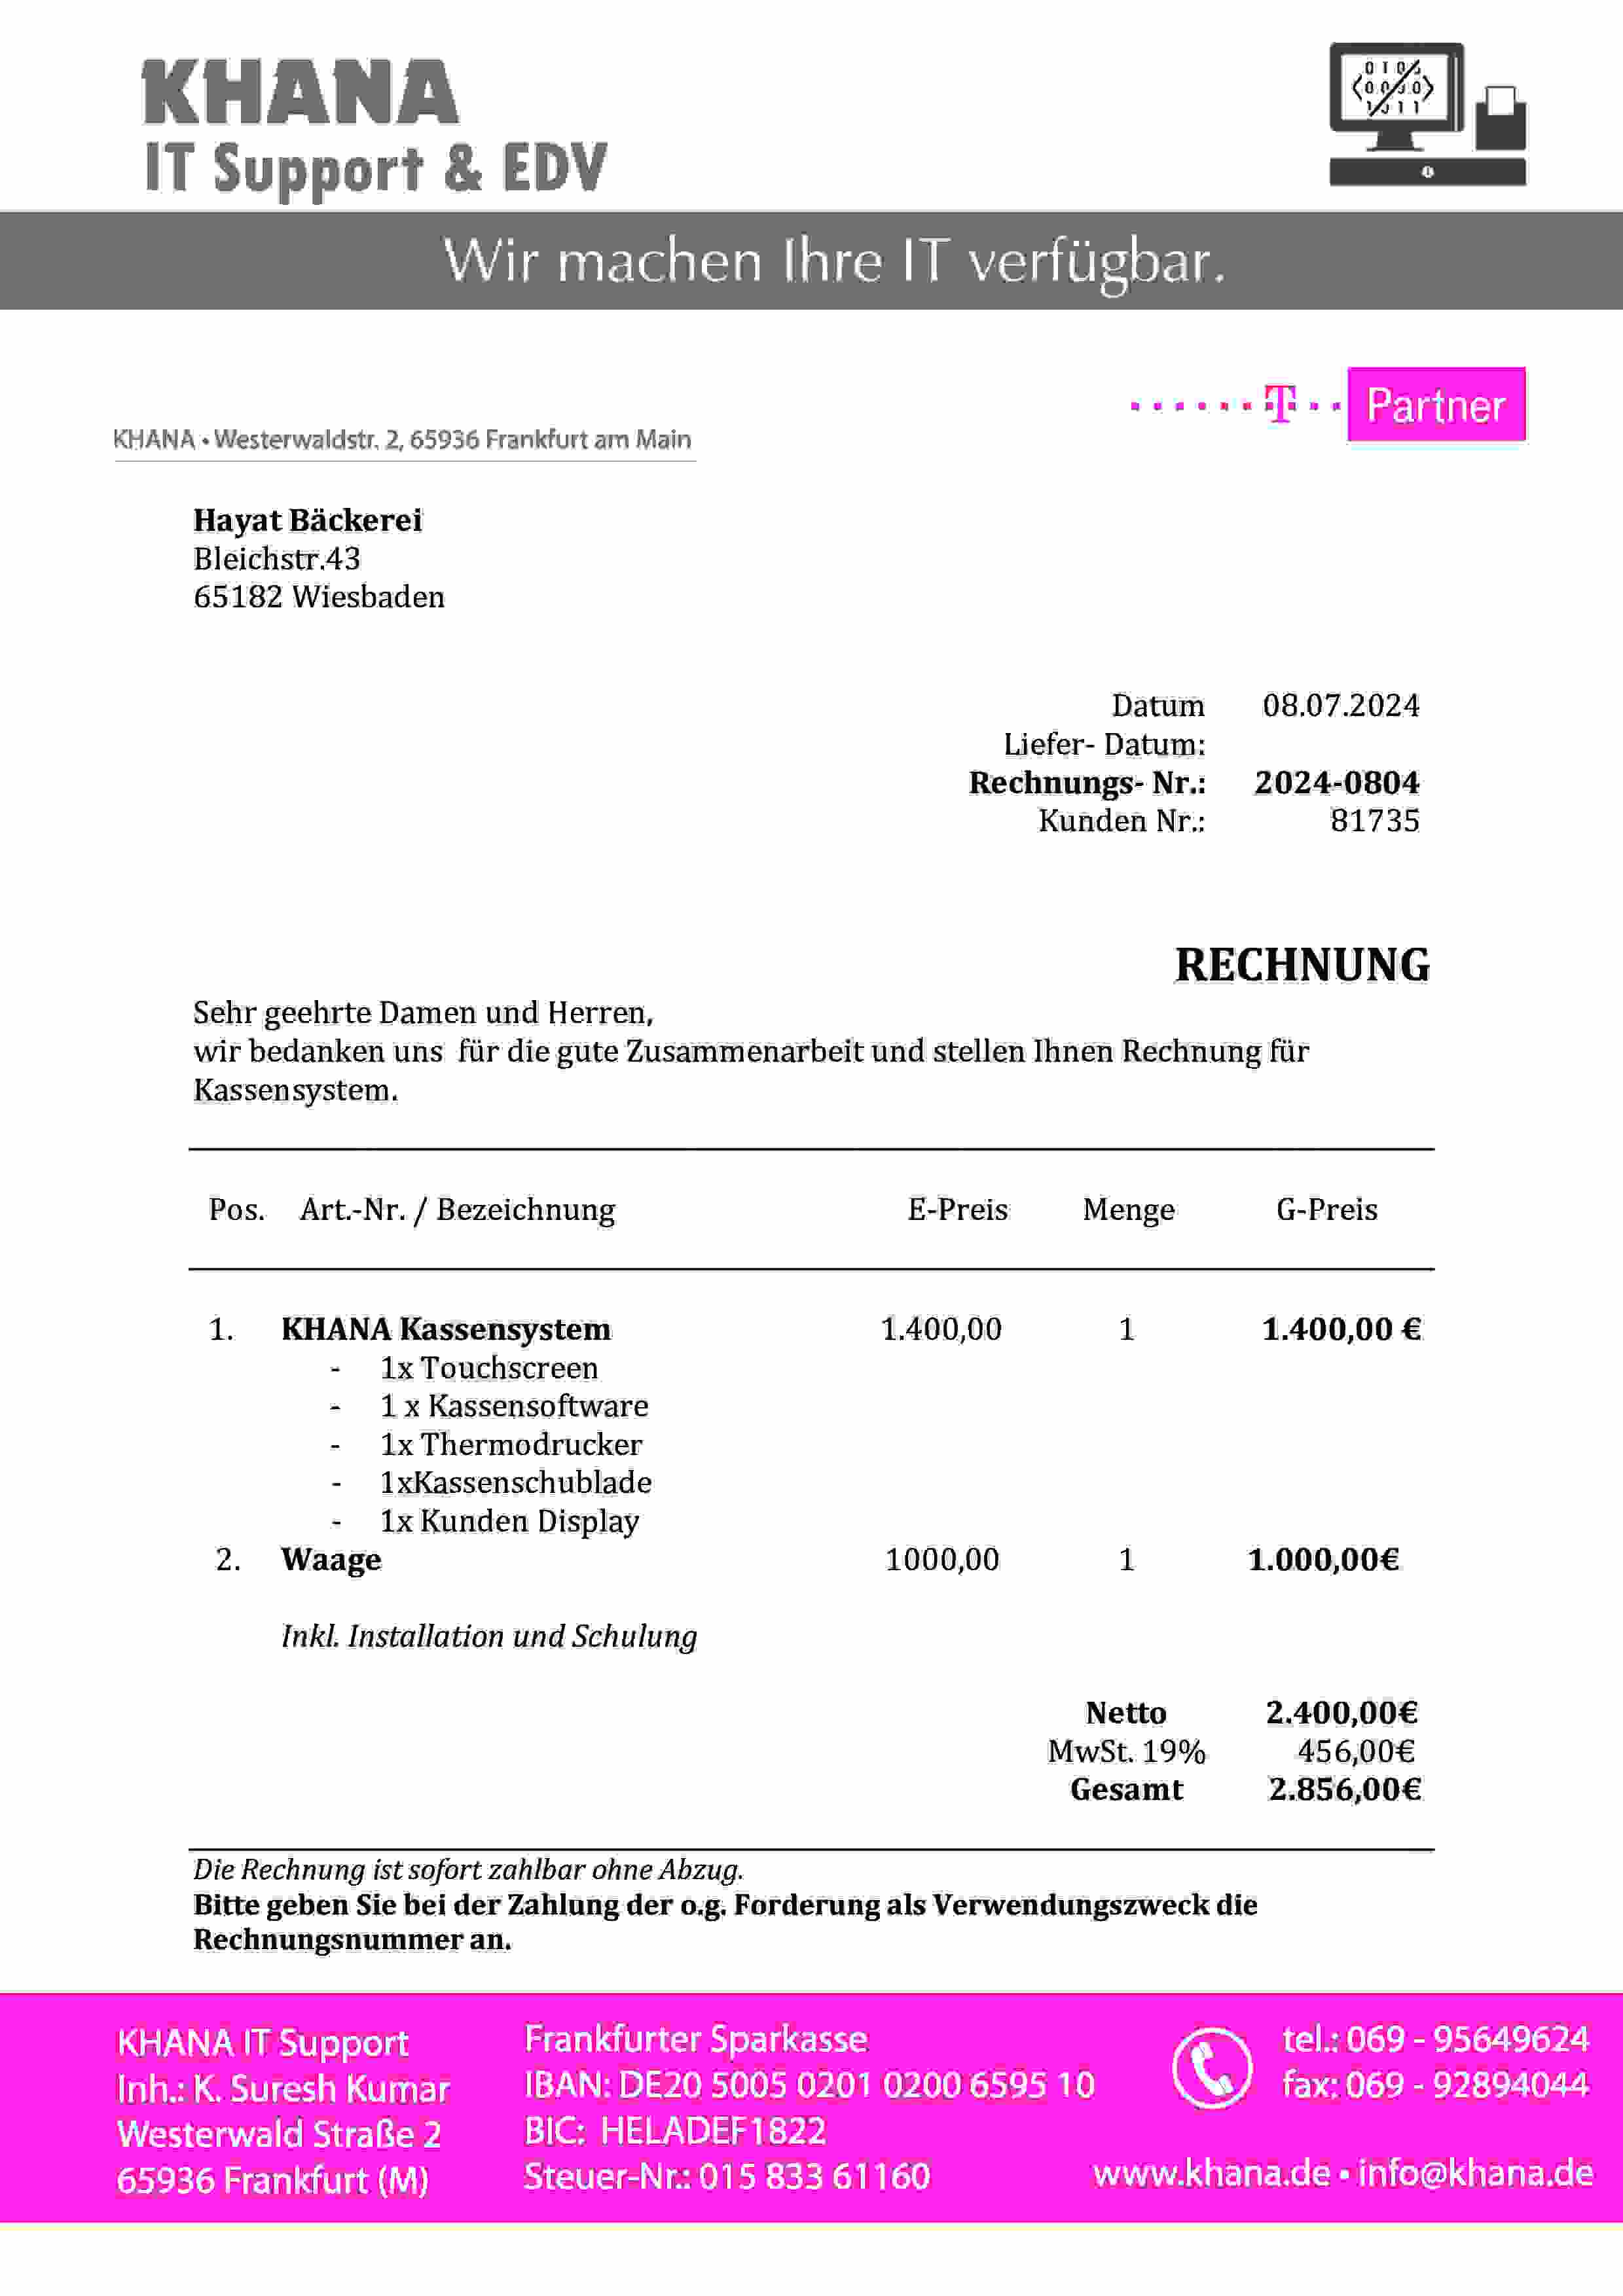 KHANA
IT Support & EDV
Wir machen Ihre IT verfügbar.
T Partner
KHANA • Westerwaldstr. 2, 65936 Frankfurt am Main
Hayat Bäckerei
Bleichstr.43
65182 Wiesbaden
Datum 08.07.2024
Liefer- Datum:
Rechnungs- Nr.: 2024-0804
Kunden Nr.: 81735
RECHNUNG
Sehr geehrte Damen und Herren,
wir bedanken uns für die gute Zusammenarbeit und stellen Ihnen Rechnung für
Kassensystem.
Pos. Art.-Nr. / Bezeichnung E-Preis Menge G-Preis
1. KHANA Kassensystem 1.400,00 1 1.400,00 €
- 1x Touchscreen
- 1 x Kassensoftware
- 1x Thermodrucker
- 1xKassenschublade
- 1x Kunden Display
2. Waage 1000,00 1 1.000,00€
Inkl. Installation und Schulung
Netto 2.400,00€
MwSt. 19% 456,00€
Gesamt 2.856,00€
Die Rechnung ist sofort zahlbar ohne Abzug.
Bitte geben Sie bei der Zahlung der o.g. Forderung als Verwendungszweck die
Rechnungsnummer an.
KHANA IT Support
Inh.: K. Suresh Kumar
Westerwald Straße 2
65936 Frankfurt (M)
Frankfurter Sparkasse
IBAN: DE20 5005 0201 0200 6595 10
BIC: HELADEF1822
Steuer-Nr.: 015 833 61160
tel.: 069 - 95649624
fax: 069 - 92894044
www.khana.de • info@khana.de